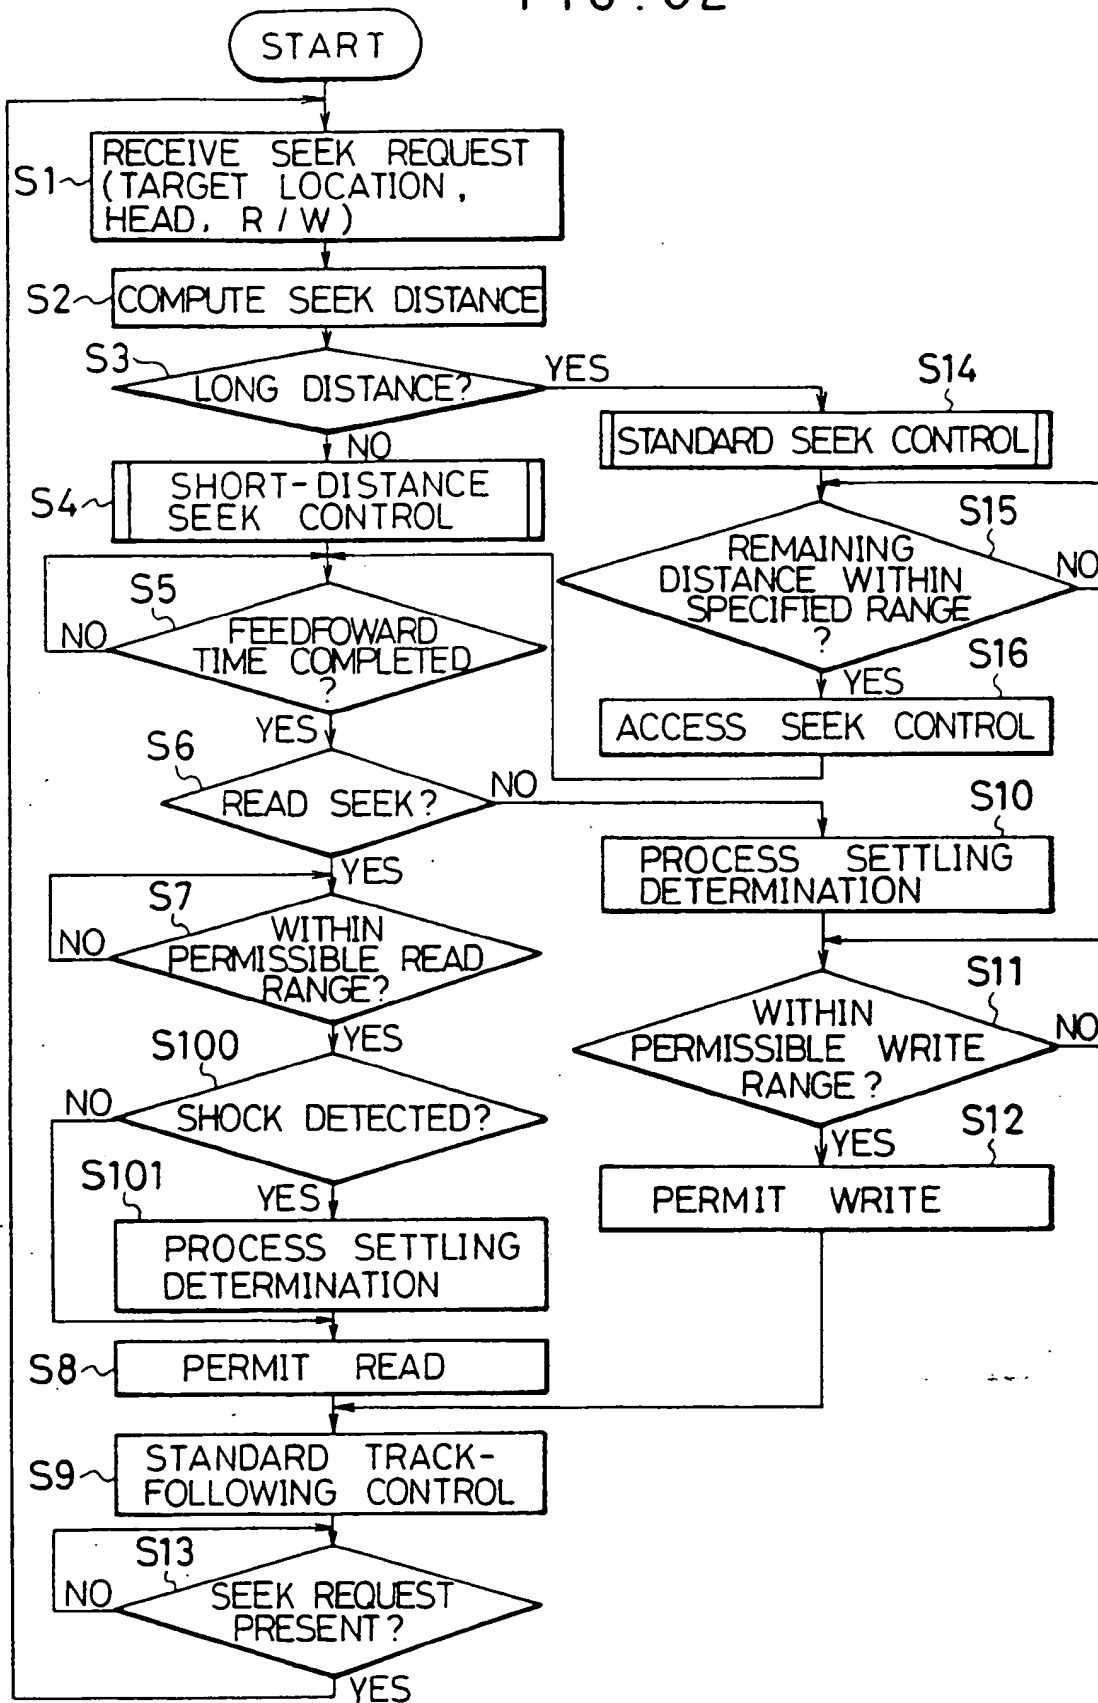 START
S1
RECEIVE SEEK REQUEST
(TARGET LOCATION,
HEAD, R/W)
S2
COMPUTE SEEK DISTANCE
S3
LONG DISTANCE?
YES
NO
S14
STANDARD SEEK CONTROL
S4
SHORT-DISTANCE
SEEK CONTROL
S15
REMAINING
DISTANCE WITHIN
SPECIFIED RANGE
?
NO
YES
S5
FEEDFOWARD
TIME COMPLETED
?
NO
YES
S16
ACCESS SEEK CONTROL
S6
READ SEEK?
NO
YES
S10
PROCESS SETTLING
DETERMINATION
S7
WITHIN
PERMISSIBLE READ
RANGE?
NO
YES
S11
WITHIN
PERMISSIBLE WRITE
RANGE?
NO
YES
S100
SHOCK DETECTED?
NO
YES
S12
PERMIT WRITE
S101
PROCESS SETTLING
DETERMINATION
S8
PERMIT READ
S9
STANDARD TRACK-
FOLLOWING CONTROL
S13
SEEK REQUEST
PRESENT?
NO
YES